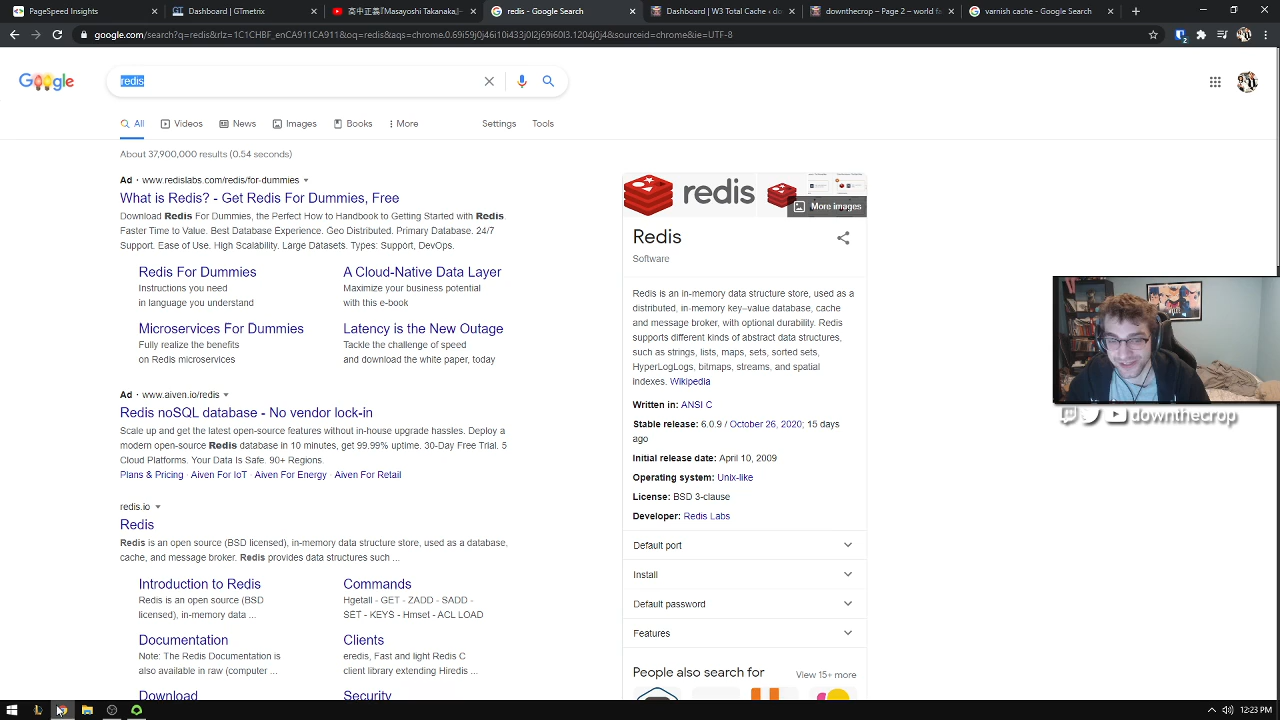 PageSpeed Insights
Dashboard | GTmetrix
高中正義『Masayoshi Takanaka』
redis - Google Search
Dashboard ‹ W3 Total Cache ‹ do
downthecrop – Page 2 – world fa
varnish cache - Google Search
google.com/search?q=redis&rlz=1C1CHBF_enCA911CA911&oq=redis&aqs=chrome.0.69i59j0j46i10i433j0l2j69i60l3.1204j0j4&sourceid=chrome&ie=UTF-8
Google
redis
All
Videos
News
Images
Books
More
Settings
Tools
About 37,900,000 results (0.54 seconds)
Ad · www.redislabs.com/redis/for-dummies
What is Redis? - Get Redis For Dummies, Free
Download Redis For Dummies, the Perfect How to Handbook to Getting Started with Redis.
Faster Time to Value. Best Database Experience. Geo Distributed. Primary Database. 24/7
Support. Ease of Use. High Scalability. Large Datasets. Types: Support, DevOps.
Redis For Dummies
Instructions you need
in language you understand
A Cloud-Native Data Layer
Maximize your business potential
with this e-book
Microservices For Dummies
Fully realize the benefits
on Redis microservices
Latency is the New Outage
Tackle the challenge of speed
and download the white paper, today
Ad · www.aiven.io/redis
Redis noSQL database - No vendor lock-in
Scale up and get the latest open-source features without in-house upgrade hassles. Deploy a
modern open-source Redis database in 10 minutes, get 99.99% uptime. 30-Day Free Trial. 5
Cloud Platforms. Your Data Is Safe. 90+ Regions.
Plans & Pricing · Aiven For IoT · Aiven For Energy · Aiven For Retail
redis.io
Redis
Redis is an open source (BSD licensed), in-memory data structure store, used as a database,
cache, and message broker. Redis provides data structures such ...
Introduction to Redis
Redis is an open source (BSD
licensed), in-memory data ...
Commands
Hgetall - GET - ZADD - SADD -
SET - KEYS - Hmset - ACL LOAD
Documentation
Note: The Redis Documentation is
also available in raw (computer ...
Clients
eredis, Fast and light Redis C
client library extending Hiredis ...
Download
Security
redis
More images
Redis
Software
Redis is an in-memory data structure store, used as a
distributed, in-memory key–value database, cache
and message broker, with optional durability. Redis
supports different kinds of abstract data structures,
such as strings, lists, maps, sets, sorted sets,
HyperLogLogs, bitmaps, streams, and spatial
indexes. Wikipedia
Written in: ANSI C
Stable release: 6.0.9 / October 26, 2020; 15 days
ago
Initial release date: April 10, 2009
Operating system: Unix-like
License: BSD 3-clause
Developer: Redis Labs
Default port
Install
Default password
Features
People also search for
View 15+ more
downthecrop
12:23 PM